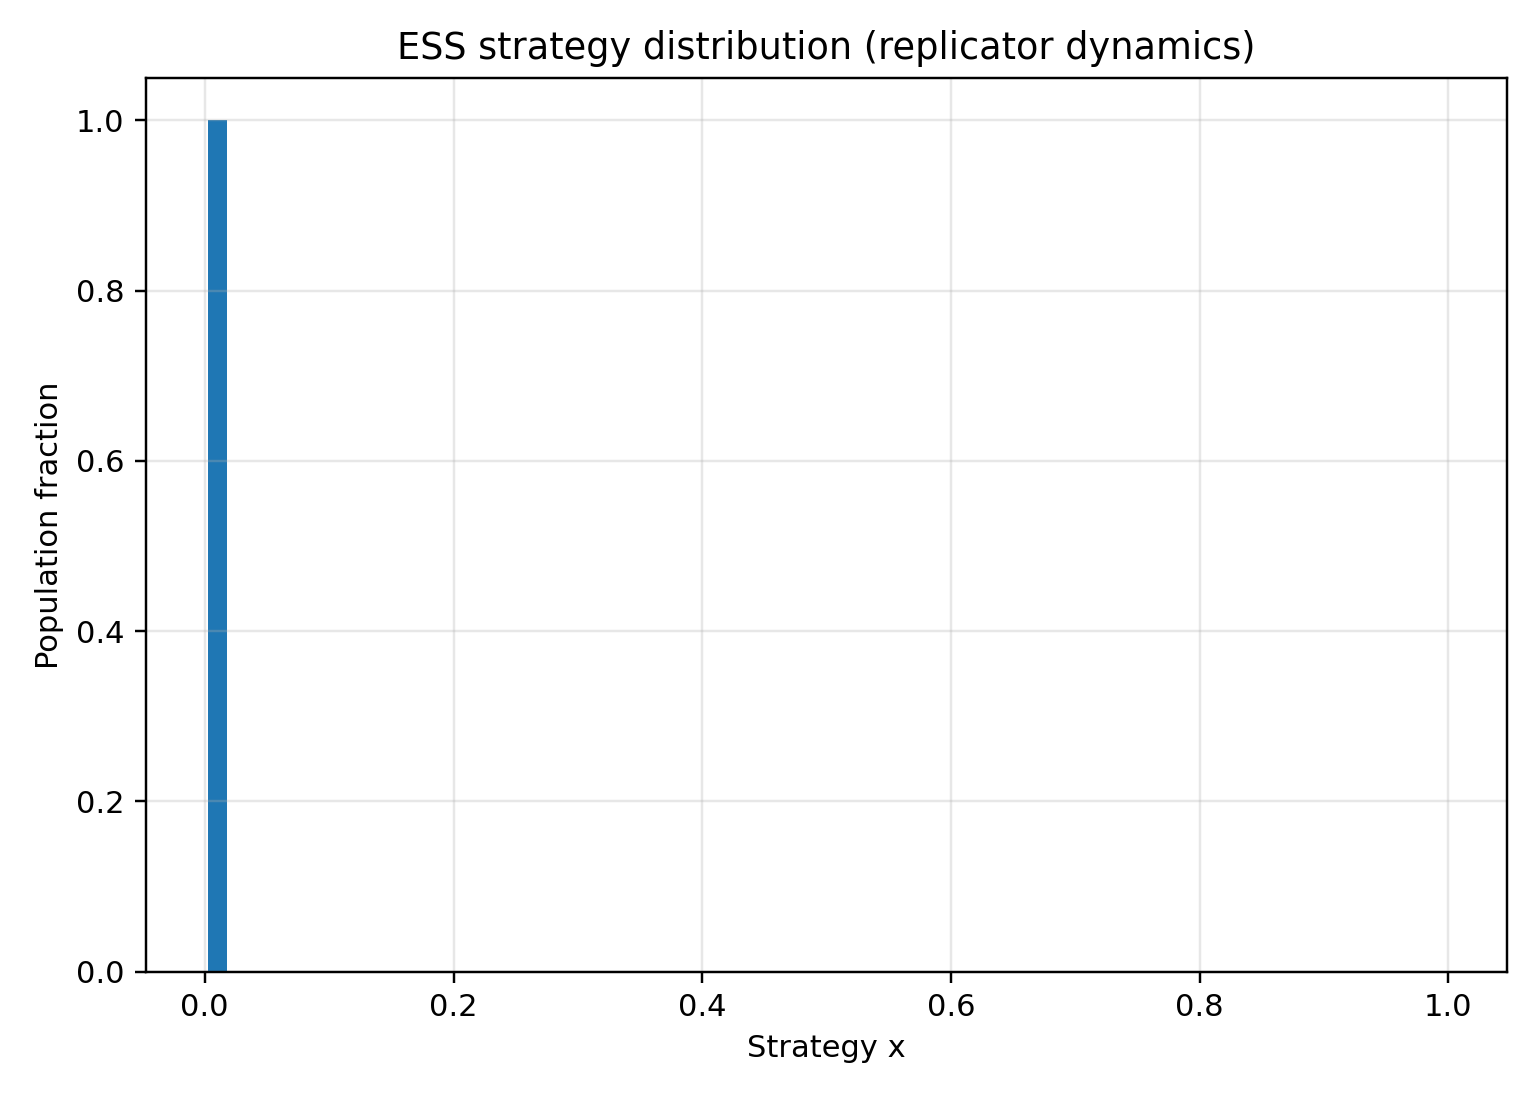 ESS strategy distribution (replicator dynamics)
1.0
0.8
0.6
0.4
0.2
0.0
Population fraction
0.0 0.2 0.4 0.6 0.8 1.0
Strategy x